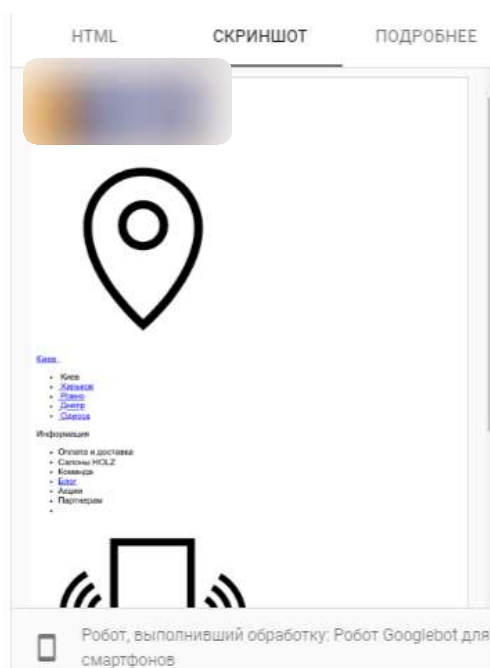 HTML
СКРИНШОТ
ПОДРОБНЕЕ
Киев
Киев
Харьков
Ровно
Днепр
Одесса
Информация
Оплата и доставка
Салоны HOLZ
Команда
Блог
Акции
Партнерам
Робот, выполнивший обработку: Робот Googlebot для
смартфонов